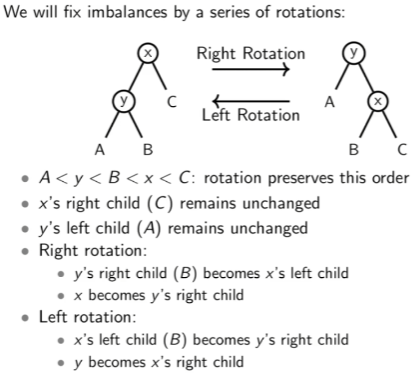 We will fix imbalances by a series of rotations:
x
y
A
B
C
Right Rotation
Left Rotation
y
A
x
B
C
• A < y < B < x < C: rotation preserves this order
• x's right child (C) remains unchanged
• y's left child (A) remains unchanged
• Right rotation:
• y's right child (B) becomes x's left child
• x becomes y's right child
• Left rotation:
• x's left child (B) becomes y's right child
• y becomes x's right child